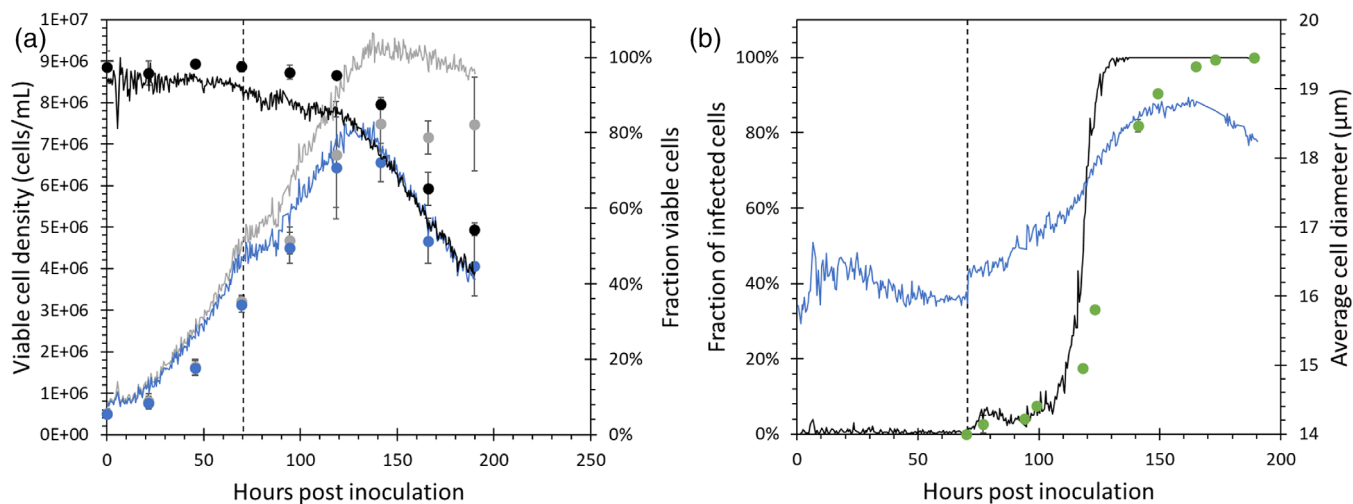 (a)
Viable cell density (cells/mL)
1E+07
9E+06
8E+06
7E+06
6E+06
5E+06
4E+06
3E+06
2E+06
1E+06
0E+00
0
50
100
150
200
250
Hours post inoculation
100%
80%
60%
40%
20%
0%
Fraction viable cells
(b)
Fraction of infected cells
100%
80%
60%
40%
20%
0%
0
50
100
150
200
Hours post inoculation
20
19
18
17
16
15
14
Average cell diameter (µm)